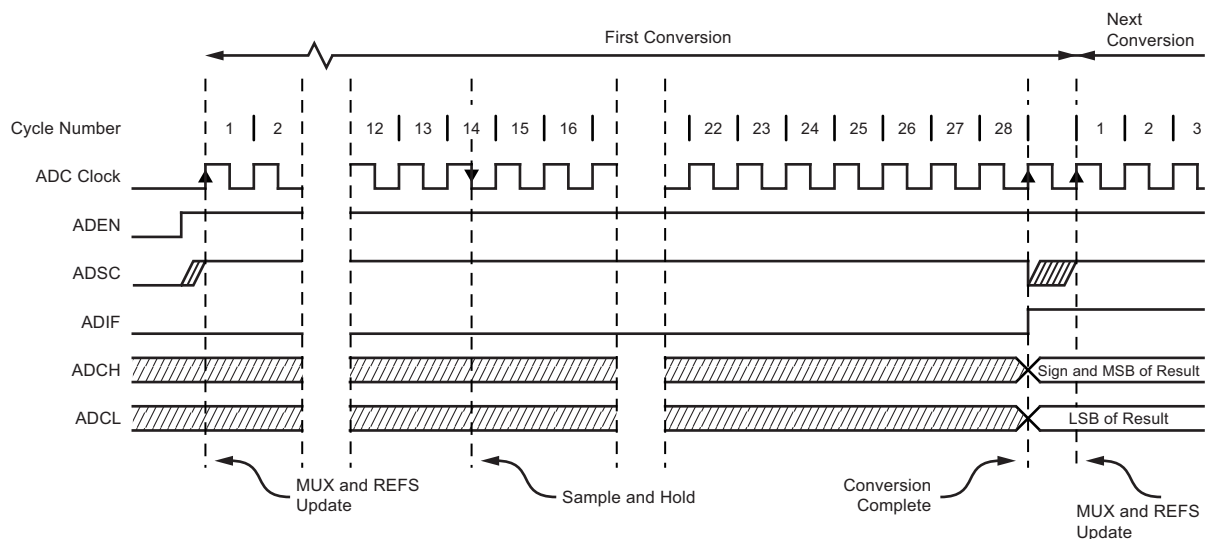 Next
First Conversion
Conversion
Cycle Number 1 2 12 13 14 15 16 22 23 24 25 26 27 28 1 2 3
ADC Clock
ADEN
ADSC
ADIF
ADCH
Sign and MSB of Result
ADCL
LSB of Result
MUX and REFS
Update
Sample and Hold
Conversion
Complete
MUX and REFS
Update